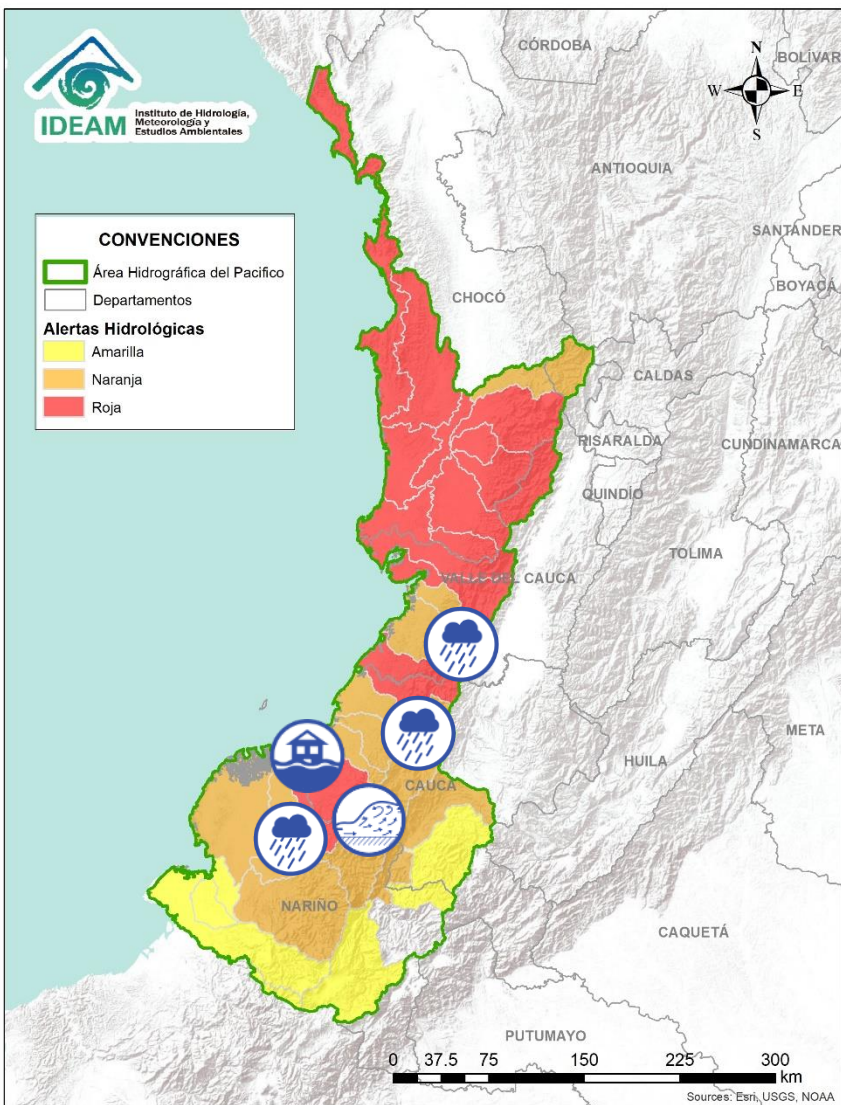 CÓRDOBA
BOLÍVAR
N
W
E
S
IDEAM
Instituto de Hidrología,
Meteorología y
Estudios Ambientales
ANTIOQUIA
SANTÁNDER
BOYACÁ
CONVENCIONES
Área Hidrográfica del Pacifico
Departamentos
Alertas Hidrológicas
Amarilla
Naranja
Roja
CHOCÓ
CALDAS
RISARALDA
CUNDINAMARCA
QUINDÍO
TOLIMA
VALLE DEL CAUCA
META
HUILA
CAUCA
NARIÑO
CAQUETÁ
PUTUMAYO
0 37.5 75 150 225 300
km
Sources: Esri, USGS, NOAA